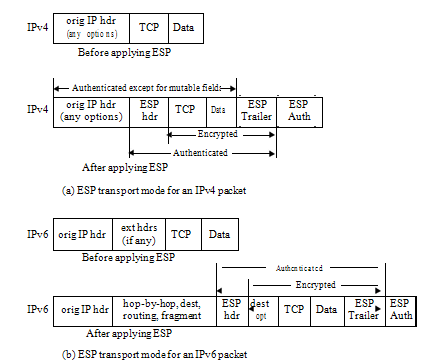 IPv4 orig IP hdr (any options) TCP Data
Before applying ESP
Authenticated except for mutable fields
IPv4 orig IP hdr (any options) ESP hdr TCP Data ESP Trailer ESP Auth
Encrypted
Authenticated
After applying ESP
(a) ESP transport mode for an IPv4 packet
IPv6 orig IP hdr ext hdrs (if any) TCP Data
Before applying ESP
Authenticated
Encrypted
IPv6 orig IP hdr hop-by-hop, dest, routing, fragment ESP hdr dest opt TCP Data ESP Trailer ESP Auth
After applying ESP
(b) ESP transport mode for an IPv6 packet